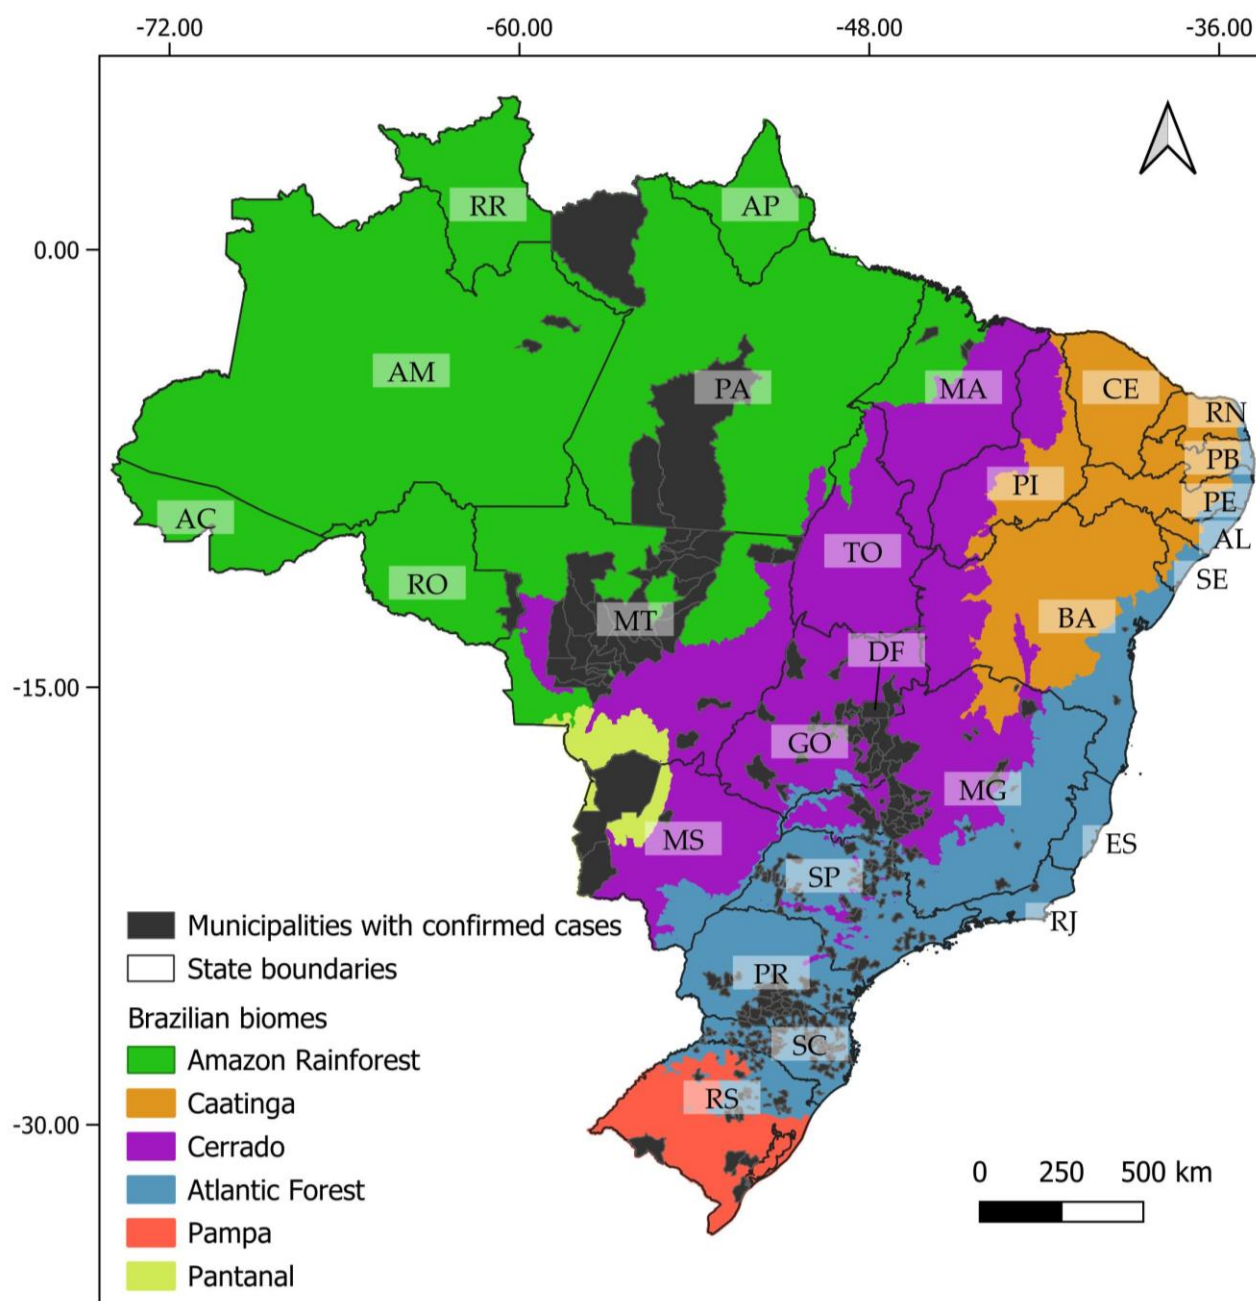 -72.00 -60.00 -48.00 -36.00
0.00
-15.00
-30.00
RR
AP
AM
PA
MA
CE
RN
PB
PE
AL
SE
PI
AC
RO
TO
MT
BA
DF
GO
MG
ES
MS
SP
RJ
PR
SC
RS
Municipalities with confirmed cases
State boundaries
Brazilian biomes
Amazon Rainforest
Caatinga
Cerrado
Atlantic Forest
Pampa
Pantanal
0 250 500 km